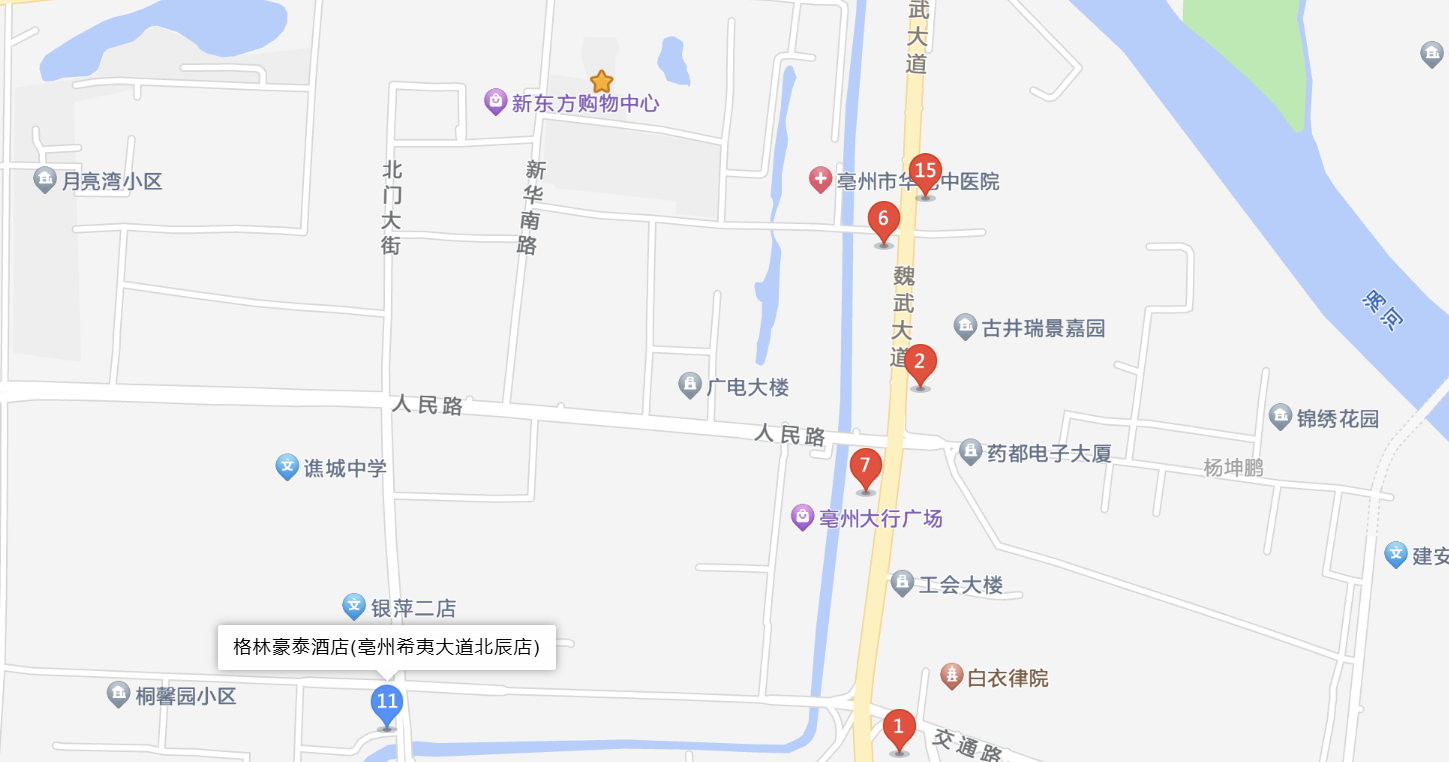 武大道
新东方购物中心
15
月亮湾小区
北门大街
新华南路
亳州市华佗中医院
6
魏武大道
涡河
古井瑞景嘉园
2
广电大楼
人民路
锦绣花园
人民路
药都电子大厦
谯城中学
7
杨坤鹏
亳州大行广场
建安
工会大楼
银萍二店
格林豪泰酒店(亳州希夷大道北辰店)
白衣律院
桐馨园小区
11
1
交通路